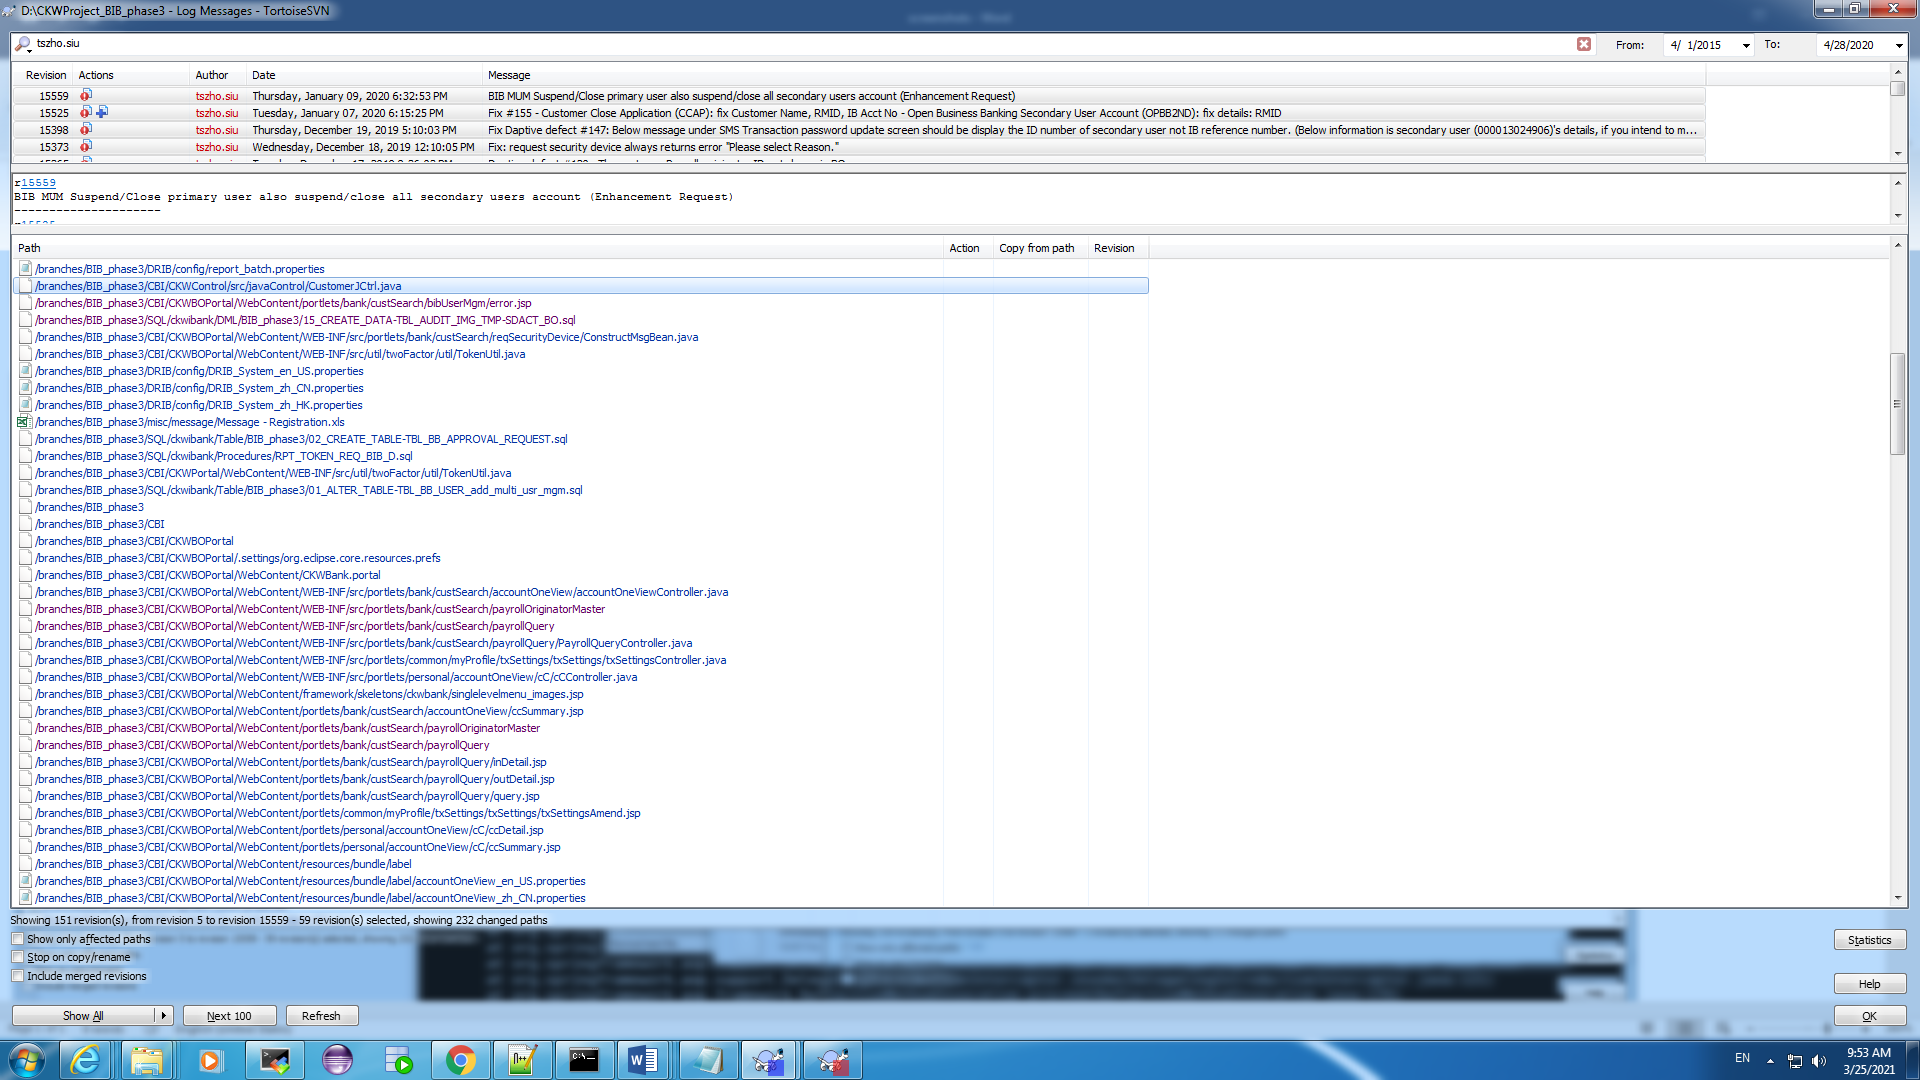 D:\CKWProject_BIB_phase3 - Log Messages - TortoiseSVN
tszho.siu
From: 4/ 1/2015 To: 4/28/2020
Revision Actions Author Date Message
15559 tszho.siu Thursday, January 09, 2020 6:32:53 PM BIB MUM Suspend/Close primary user also suspend/close all secondary users account (Enhancement Request)
15525 tszho.siu Tuesday, January 07, 2020 6:15:25 PM Fix #155 - Customer Close Application (CCAP): fix Customer Name, RMID, IB Acct No - Open Business Banking Secondary User Account (OPBB2ND): fix details: RMID
15398 tszho.siu Thursday, December 19, 2019 5:10:03 PM Fix Daptive defect #147: Below message under SMS Transaction password update screen should be display the ID number of secondary user not IB reference number. (Below information is secondary user (000013024906)'s details, if you intend to m...
15373 tszho.siu Wednesday, December 18, 2019 12:10:05 PM Fix: request security device always returns error "Please select Reason."
r15559
BIB MUM Suspend/Close primary user also suspend/close all secondary users account (Enhancement Request)
---------------------
Path Action Copy from path Revision
/branches/BIB_phase3/DRIB/config/report_batch.properties
/branches/BIB_phase3/CBI/CKWControl/src/javaControl/CustomerJCtrl.java
/branches/BIB_phase3/CBI/CKWBOPortal/WebContent/portlets/bank/custSearch/bibUserMgm/error.jsp
/branches/BIB_phase3/SQL/ckwibank/DML/BIB_phase3/15_CREATE_DATA-TBL_AUDIT_IMG_TMP-SDACT_BO.sql
/branches/BIB_phase3/CBI/CKWBOPortal/WebContent/WEB-INF/src/portlets/bank/custSearch/reqSecurityDevice/ConstructMsgBean.java
/branches/BIB_phase3/CBI/CKWBOPortal/WebContent/WEB-INF/src/util/twoFactor/util/TokenUtil.java
/branches/BIB_phase3/DRIB/config/DRIB_System_en_US.properties
/branches/BIB_phase3/DRIB/config/DRIB_System_zh_CN.properties
/branches/BIB_phase3/DRIB/config/DRIB_System_zh_HK.properties
/branches/BIB_phase3/misc/message/Message - Registration.xls
/branches/BIB_phase3/SQL/ckwibank/Table/BIB_phase3/02_CREATE_TABLE-TBL_BB_APPROVAL_REQUEST.sql
/branches/BIB_phase3/SQL/ckwibank/Procedures/RPT_TOKEN_REQ_BIB_D.sql
/branches/BIB_phase3/CBI/CKWPortal/WebContent/WEB-INF/src/util/twoFactor/util/TokenUtil.java
/branches/BIB_phase3/SQL/ckwibank/Table/BIB_phase3/01_ALTER_TABLE-TBL_BB_USER_add_multi_usr_mgm.sql
/branches/BIB_phase3
/branches/BIB_phase3/CBI
/branches/BIB_phase3/CBI/CKWBOPortal
/branches/BIB_phase3/CBI/CKWBOPortal/.settings/org.eclipse.core.resources.prefs
/branches/BIB_phase3/CBI/CKWBOPortal/WebContent/CKWBank.portal
/branches/BIB_phase3/CBI/CKWBOPortal/WebContent/WEB-INF/src/portlets/bank/custSearch/accountOneView/accountOneViewController.java
/branches/BIB_phase3/CBI/CKWBOPortal/WebContent/WEB-INF/src/portlets/bank/custSearch/payrollOriginatorMaster
/branches/BIB_phase3/CBI/CKWBOPortal/WebContent/WEB-INF/src/portlets/bank/custSearch/payrollQuery
/branches/BIB_phase3/CBI/CKWBOPortal/WebContent/WEB-INF/src/portlets/bank/custSearch/payrollQuery/PayrollQueryController.java
/branches/BIB_phase3/CBI/CKWBOPortal/WebContent/WEB-INF/src/portlets/common/myProfile/txSettings/txSettings/txSettingsController.java
/branches/BIB_phase3/CBI/CKWBOPortal/WebContent/WEB-INF/src/portlets/personal/accountOneView/cC/cCController.java
/branches/BIB_phase3/CBI/CKWBOPortal/WebContent/framework/skeletons/ckwbank/singlelevelmenu_images.jsp
/branches/BIB_phase3/CBI/CKWBOPortal/WebContent/portlets/bank/custSearch/accountOneView/ccSummary.jsp
/branches/BIB_phase3/CBI/CKWBOPortal/WebContent/portlets/bank/custSearch/payrollOriginatorMaster
/branches/BIB_phase3/CBI/CKWBOPortal/WebContent/portlets/bank/custSearch/payrollQuery
/branches/BIB_phase3/CBI/CKWBOPortal/WebContent/portlets/bank/custSearch/payrollQuery/inDetail.jsp
/branches/BIB_phase3/CBI/CKWBOPortal/WebContent/portlets/bank/custSearch/payrollQuery/outDetail.jsp
/branches/BIB_phase3/CBI/CKWBOPortal/WebContent/portlets/bank/custSearch/payrollQuery/query.jsp
/branches/BIB_phase3/CBI/CKWBOPortal/WebContent/portlets/common/myProfile/txSettings/txSettings/txSettingsAmend.jsp
/branches/BIB_phase3/CBI/CKWBOPortal/WebContent/portlets/personal/accountOneView/cC/ccDetail.jsp
/branches/BIB_phase3/CBI/CKWBOPortal/WebContent/portlets/personal/accountOneView/cC/ccSummary.jsp
/branches/BIB_phase3/CBI/CKWBOPortal/WebContent/resources/bundle/label
/branches/BIB_phase3/CBI/CKWBOPortal/WebContent/resources/bundle/label/accountOneView_en_US.properties
/branches/BIB_phase3/CBI/CKWBOPortal/WebContent/resources/bundle/label/accountOneView_zh_CN.properties
Showing 151 revision(s), from revision 5 to revision 15559 - 59 revision(s) selected, showing 232 changed paths
Show only affected paths
Stop on copy/rename
Include merged revisions
Statistics
Help
Show All Next 100 Refresh OK
EN 9:53 AM
3/25/2021